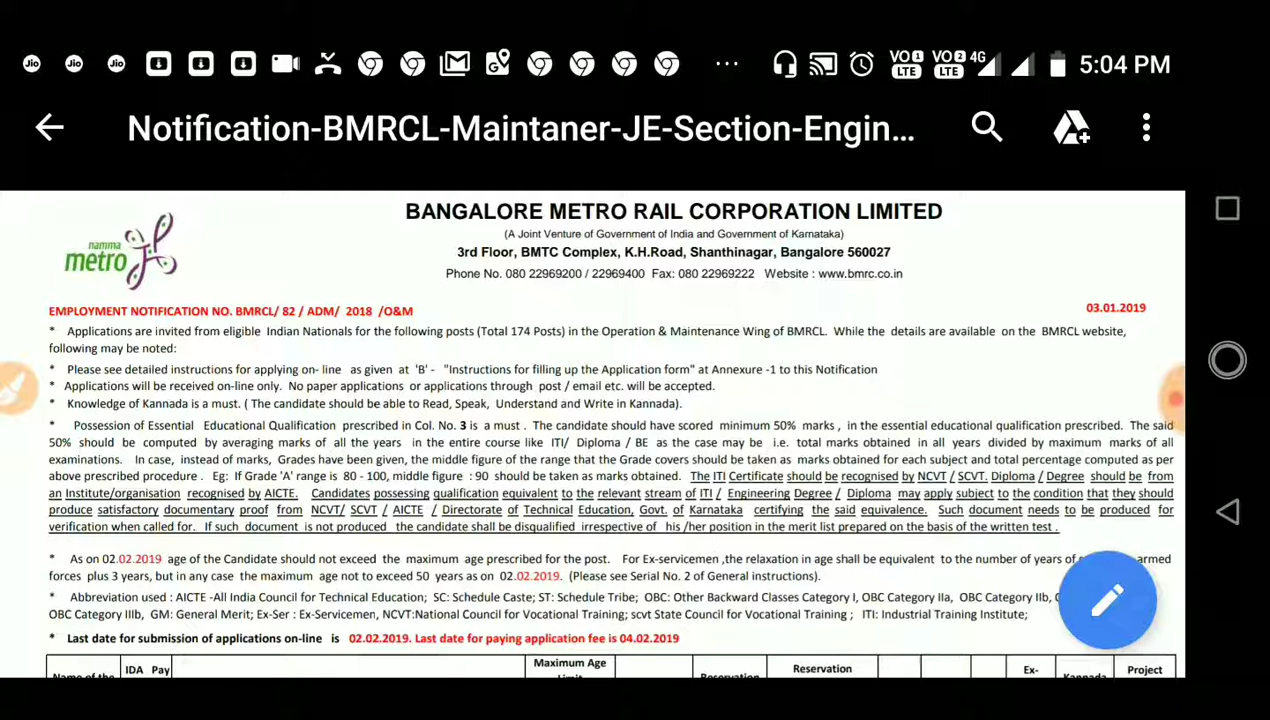 Jio Jio Jio G ... VO 1 LTE VO 2 LTE 4G 5:04 PM
Notification-BMRCL-Maintaner-JE-Section-Engin...
BANGALORE METRO RAIL CORPORATION LIMITED
(A Joint Venture of Government of India and Government of Karnataka)
namma
metro
3rd Floor, BMTC Complex, K.H.Road, Shanthinagar, Bangalore 560027
Phone No. 080 22969200 / 22969400 Fax: 080 22969222 Website : www.bmrc.co.in
EMPLOYMENT NOTIFICATION NO. BMRCL/ 82 / ADM/ 2018 /O&M 03.01.2019
* Applications are invited from eligible Indian Nationals for the following posts (Total 174 Posts) in the Operation & Maintenance Wing of BMRCL. While the details are available on the BMRCL website,
following may be noted:
* Please see detailed instructions for applying on- line as given at 'B' - "Instructions for filling up the Application form" at Annexure -1 to this Notification
* Applications will be received on-line only. No paper applications or applications through post / email etc. will be accepted.
* Knowledge of Kannada is a must. ( The candidate should be able to Read, Speak, Understand and Write in Kannada).
* Possession of Essential Educational Qualification prescribed in Col. No. 3 is a must . The candidate should have scored minimum 50% marks , in the essential educational qualification prescribed. The said
50% should be computed by averaging marks of all the years in the entire course like ITI/ Diploma / BE as the case may be i.e. total marks obtained in all years divided by maximum marks of all
examinations. In case, instead of marks, Grades have been given, the middle figure of the range that the Grade covers should be taken as marks obtained for each subject and total percentage computed as per
above prescribed procedure . Eg: If Grade 'A' range is 80 - 100, middle figure : 90 should be taken as marks obtained. The ITI Certificate should be recognised by NCVT / SCVT. Diploma / Degree should be from
an Institute/organisation recognised by AICTE. Candidates possessing qualification equivalent to the relevant stream of ITI / Engineering Degree / Diploma may apply subject to the condition that they should
produce satisfactory documentary proof from NCVT/ SCVT / AICTE / Directorate of Technical Education, Govt. of Karnataka certifying the said equivalence. Such document needs to be produced for
verification when called for. If such document is not produced the candidate shall be disqualified irrespective of his /her position in the merit list prepared on the basis of the written test .
* As on 02.02.2019 age of the Candidate should not exceed the maximum age prescribed for the post. For Ex-servicemen ,the relaxation in age shall be equivalent to the number of years of armed
forces plus 3 years, but in any case the maximum age not to exceed 50 years as on 02.02.2019. (Please see Serial No. 2 of General instructions).
* Abbreviation used : AICTE -All India Council for Technical Education; SC: Schedule Caste; ST: Schedule Tribe; OBC: Other Backward Classes Category I, OBC Category IIa, OBC Category IIb,
OBC Category IIIb, GM: General Merit; Ex-Ser : Ex-Servicemen, NCVT:National Council for Vocational Training; scvt State Council for Vocational Training ; ITI: Industrial Training Institute;
* Last date for submission of applications on-line is 02.02.2019. Last date for paying application fee is 04.02.2019
Name of the IDA Pay Maximum Age Reservation Reservation Ex- Kannada Project